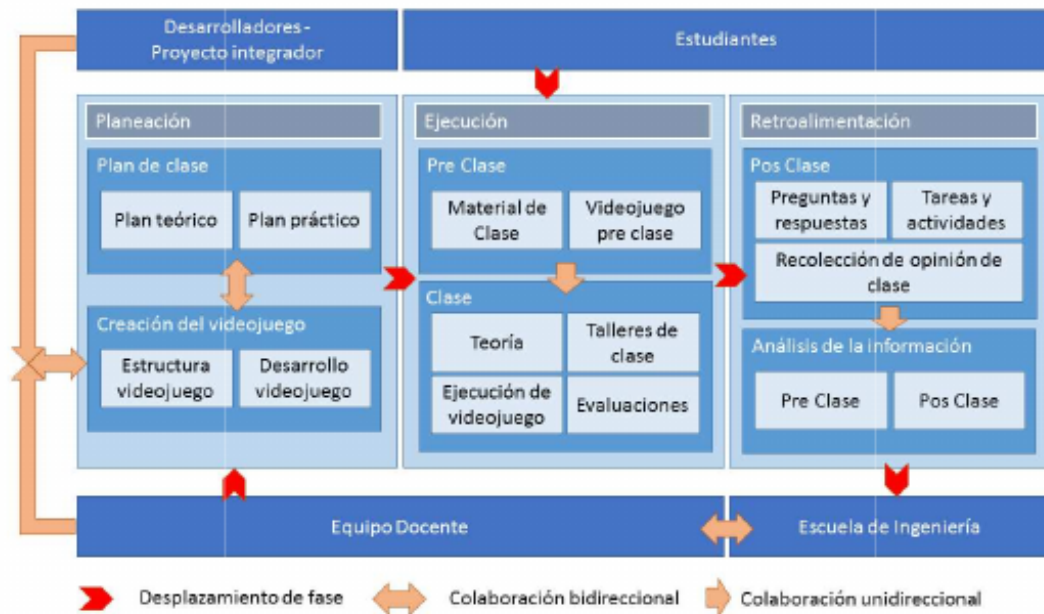 Desarrolladores -
Proyecto integrador
Estudiantes
Planeación
Plan de clase
Plan teórico
Plan práctico
Creación del videojuego
Estructura
videojuego
Desarrollo
videojuego
Ejecución
Pre Clase
Material de
Clase
Videojuego
pre clase
Clase
Teoría
Talleres de
clase
Ejecución de
videojuego
Evaluaciones
Retroalimentación
Pos Clase
Preguntas y
respuestas
Tareas y
actividades
Recolección de opinión de
clase
Análisis de la información
Pre Clase
Pos Clase
Equipo Docente
Escuela de Ingeniería
Desplazamiento de fase
Colaboración bidireccional
Colaboración unidireccional